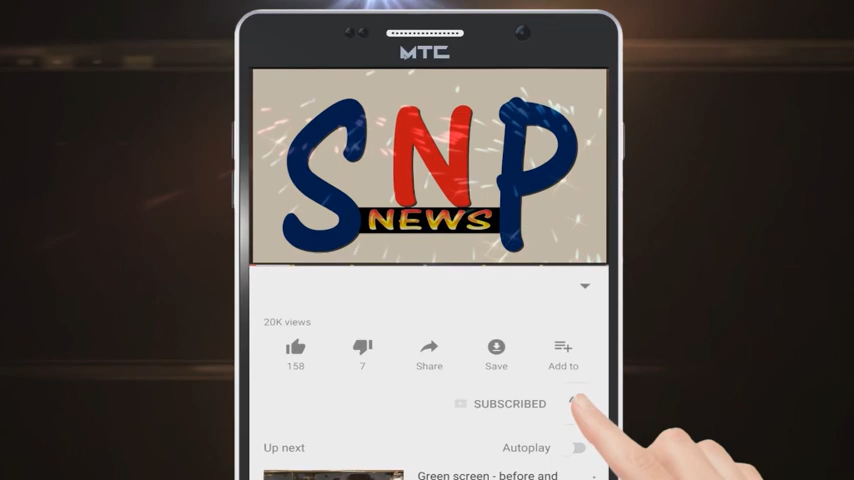 MTC
SNP
NEWS
20K views
158
7
Share
Save
Add to
SUBSCRIBED
Up next
Autoplay
Green screen - before and